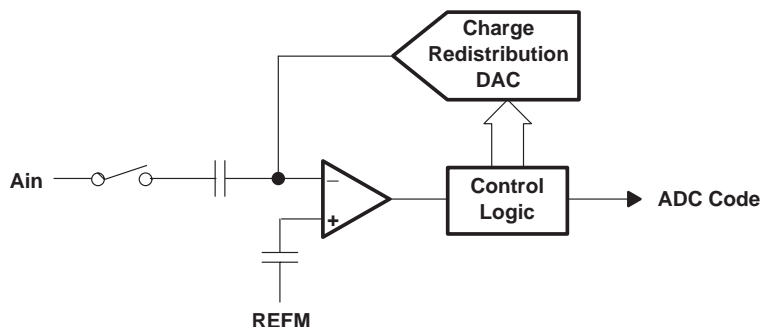 Charge
Redistribution
DAC
Ain
_
+
Control
Logic
ADC Code
REFM